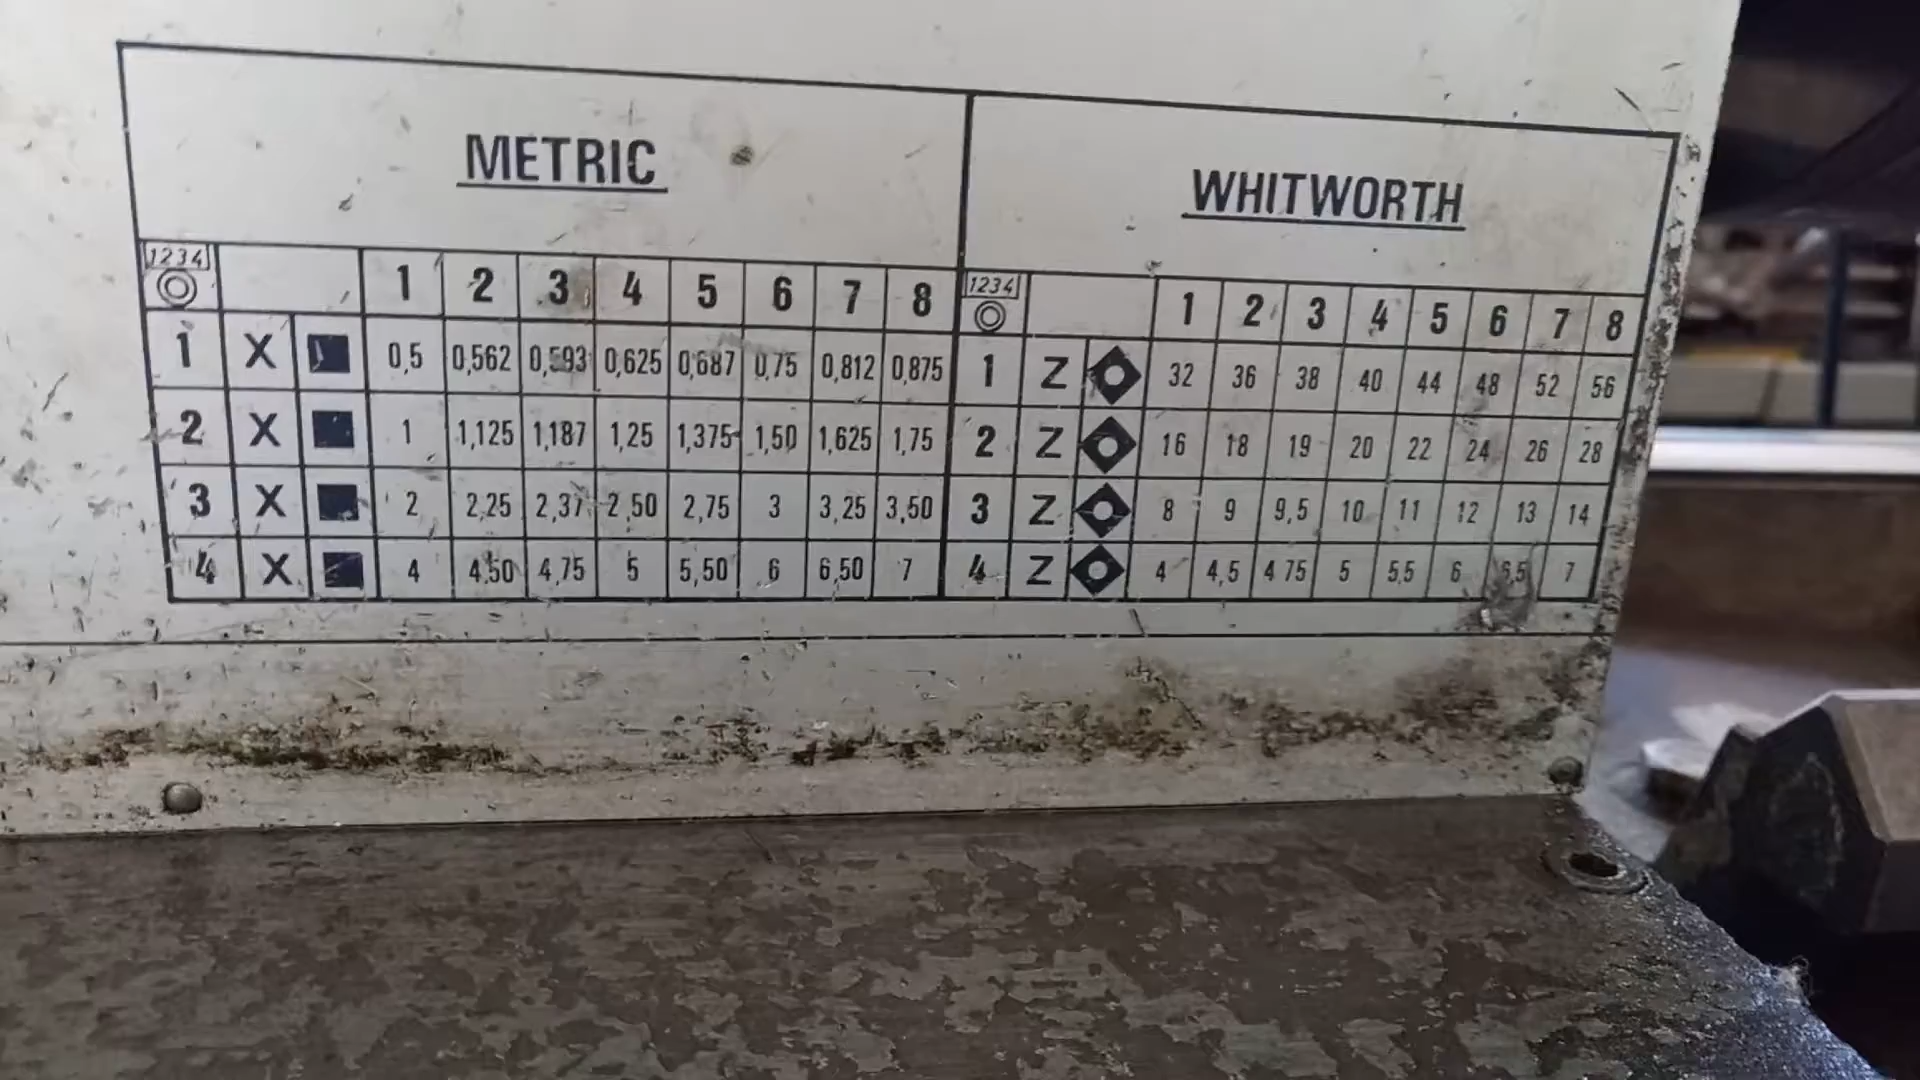 METRIC WHITWORTH
1234 1 2 3 4 5 6 7 8 1234 1 2 3 4 5 6 7 8
1 X 0,5 0,562 0,593 0,625 0,687 0,75 0,812 0,875 1 Z 32 36 38 40 44 48 52 56
2 X 1 1,125 1,187 1,25 1,375 1,50 1,625 1,75 2 Z 16 18 19 20 22 24 26 28
3 X 2 2,25 2,37 2,50 2,75 3 3,25 3,50 3 Z 8 9 9,5 10 11 12 13 14
4 X 4 4,50 4,75 5 5,50 6 6,50 7 4 Z 4 4,5 4 75 5 5,5 6 6,5 7